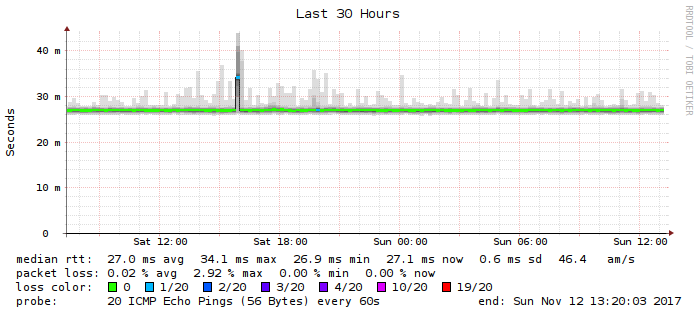 Last 30 Hours
RRDTOOL / TOBI OETIKER
Seconds
40 m
30 m
20 m
10 m
0
Sat 12:00 Sat 18:00 Sun 00:00 Sun 06:00 Sun 12:00
median rtt: 27.0 ms avg 34.1 ms max 26.9 ms min 27.1 ms now 0.6 ms sd 46.4 am/s
packet loss: 0.02 % avg 2.92 % max 0.00 % min 0.00 % now
loss color: 0 1/20 2/20 3/20 4/20 10/20 19/20
probe: 20 ICMP Echo Pings (56 Bytes) every 60s end: Sun Nov 12 13:20:03 2017